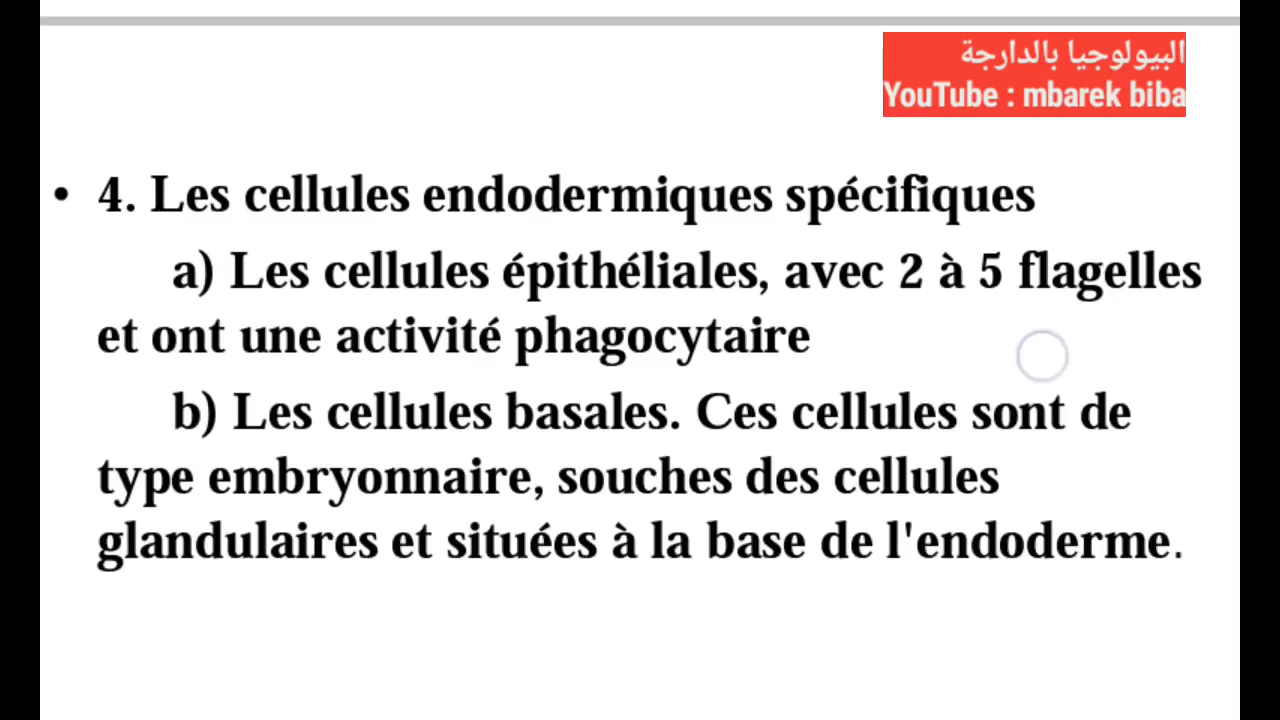 البيولوجيا بالدارجة
YouTube : mbarek biba
• 4. Les cellules endodermiques spécifiques
a) Les cellules épithéliales, avec 2 à 5 flagelles
et ont une activité phagocytaire
b) Les cellules basales. Ces cellules sont de
type embryonnaire, souches des cellules
glandulaires et situées à la base de l'endoderme.